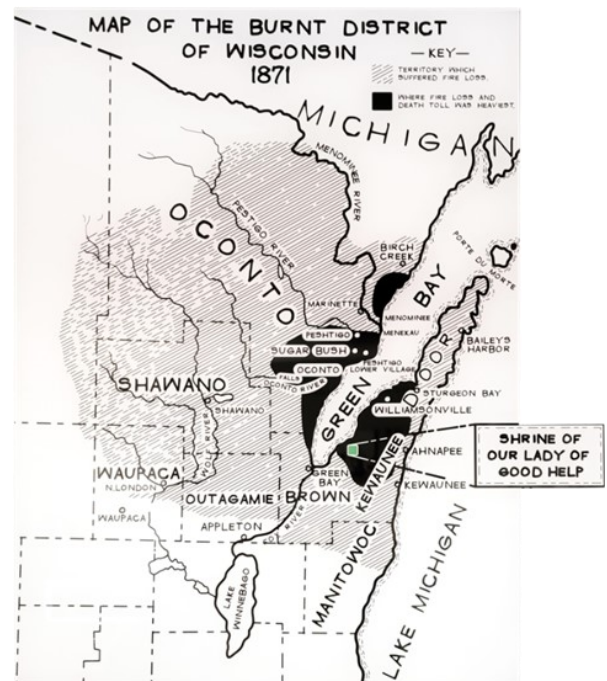 MAP OF THE BURNT DISTRICT
OF WISCONSIN
1871
— KEY —
TERRITORY WHICH
SUFFERED FIRE LOSS.
WHERE FIRE LOSS AND
DEATH TOLL WAS HEAVIEST.
MICHIGAN
MENOMINEE
RIVER
OCONTO
PESHTIGO
RIVER
PORTE DU MORTE
BIRCH
CREEK
GREEN BAY
MARINETTE
MENOMINEE
MENEKAU
PESHTIGO
SUGAR BUSH
PESHTIGO
LOWER VILLAGE
OCONTO
FALLS
OCONTO RIVER
DOOR
BAILEYS
HARBOR
STURGEON BAY
WILLIAMSONVILLE
SHAWANO
SHAWANO
WOLF RIVER
SHRINE OF
OUR LADY OF
GOOD HELP
AHNAPEE
KEWAUNEE
KEWAUNEE
GREEN
BAY
WAUPACA
N. LONDON
WAUPACA
OUTAGAMIE
BROWN
APPLETON
RIVER
LAKE
WINNEBAGO
MANITOWOC
LAKE MICHIGAN